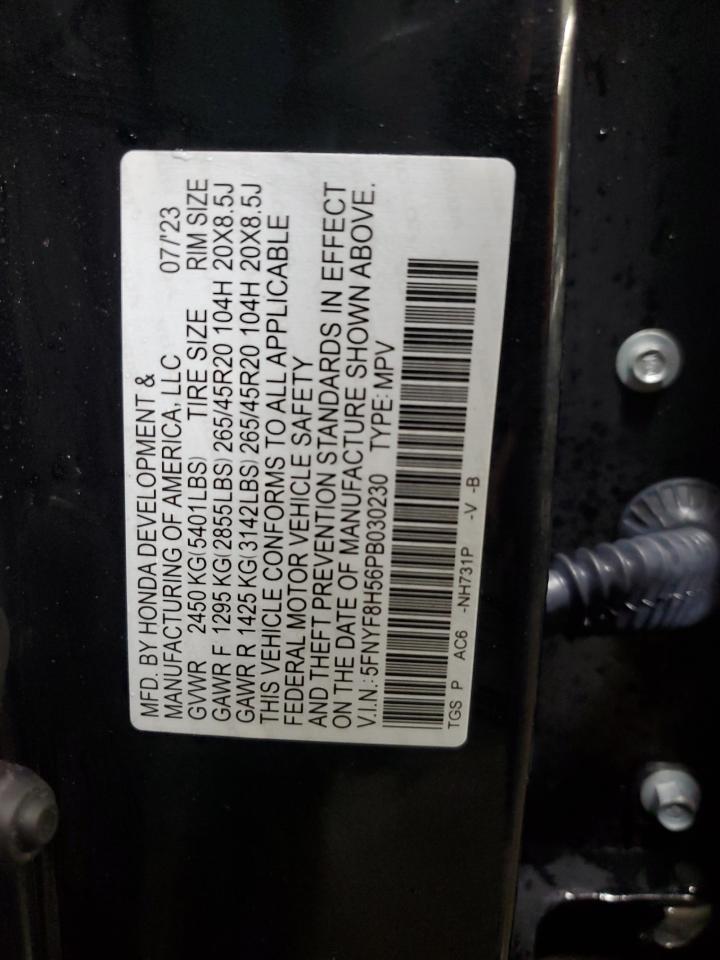 MFD. BY HONDA DEVELOPMENT &
MANUFACTURING OF AMERICA, LLC 07/'23
GVWR 2450 KG(5401LBS) TIRE SIZE RIM SIZE
GAWR F 1295 KG(2855LBS) 265/45R20 104H 20X8.5J
GAWR R 1425 KG(3142LBS) 265/45R20 104H 20X8.5J
THIS VEHICLE CONFORMS TO ALL APPLICABLE
FEDERAL MOTOR VEHICLE SAFETY
AND THEFT PREVENTION STANDARDS IN EFFECT
ON THE DATE OF MANUFACTURE SHOWN ABOVE.
V.I.N.: 5FNYF8H56PB030230 TYPE: MPV
TGS P AC6 -NH731P -V -B